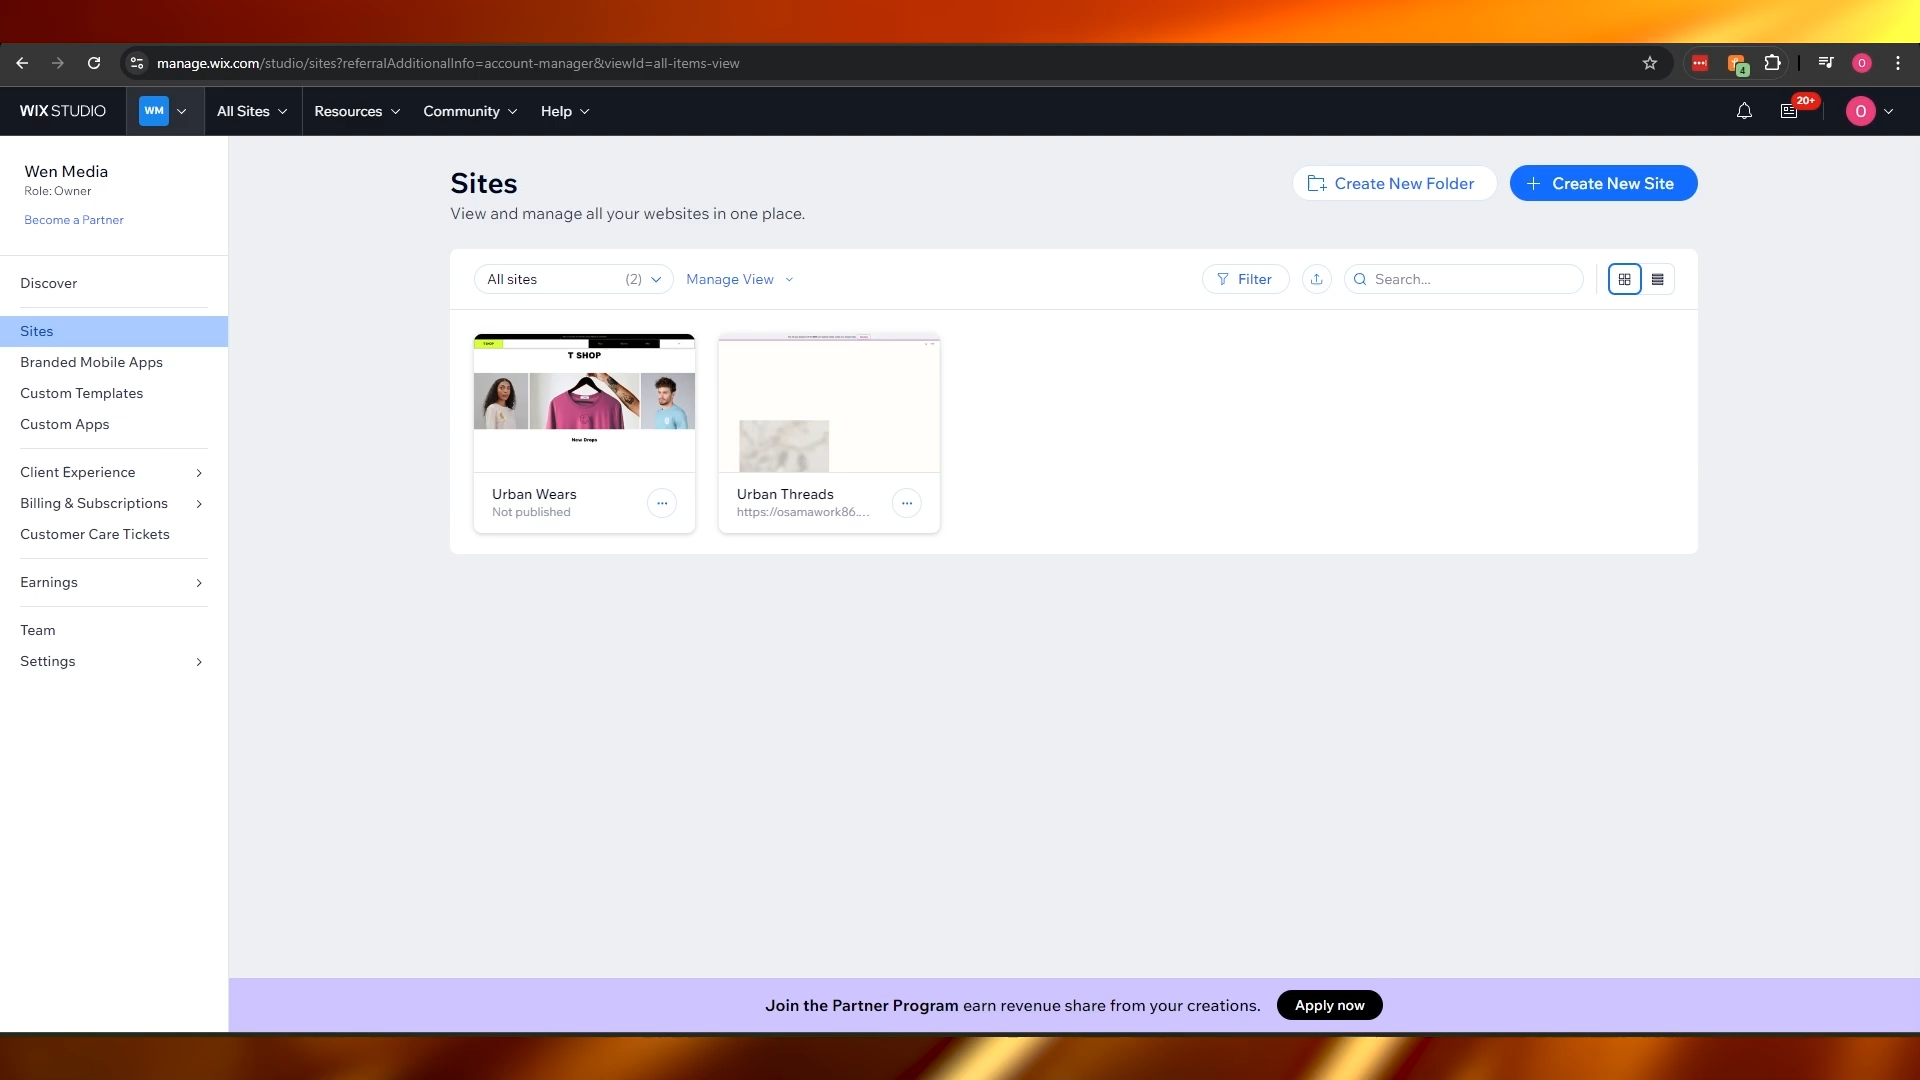 manage.wix.com/studio/sites?referralAdditionalInfo=account-manager&viewId=all-items-view
4
O
WIX STUDIO
WM
All Sites
Resources
Community
Help
20+
O
Wen Media
Role: Owner
Become a Partner
Discover
Sites
Branded Mobile Apps
Custom Templates
Custom Apps
Client Experience
Billing & Subscriptions
Customer Care Tickets
Earnings
Team
Settings
Sites
View and manage all your websites in one place.
Create New Folder
Create New Site
All sites (2)
Manage View
Filter
Search...
T SHOP
T SHOP
New Drops
Urban Wears
Not published
Urban Threads
https://osamawork86....
Join the Partner Program earn revenue share from your creations.
Apply now